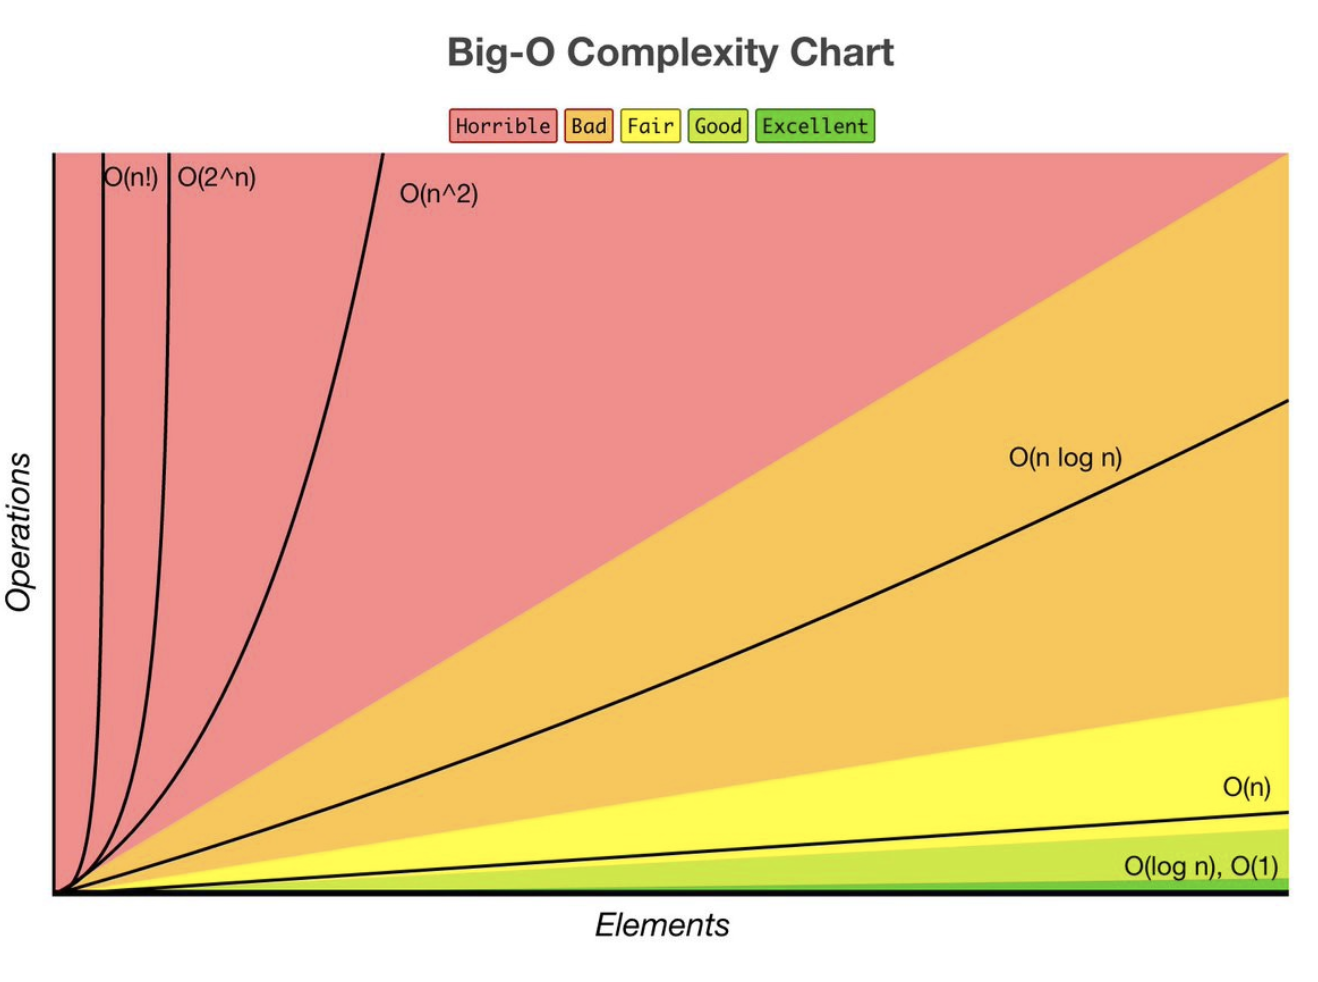 Big-O Complexity Chart
Horrible Bad Fair Good Excellent
O(n!) O(2^n)
O(n^2)
O(n log n)
O(n)
O(log n), O(1)
Operations
Elements